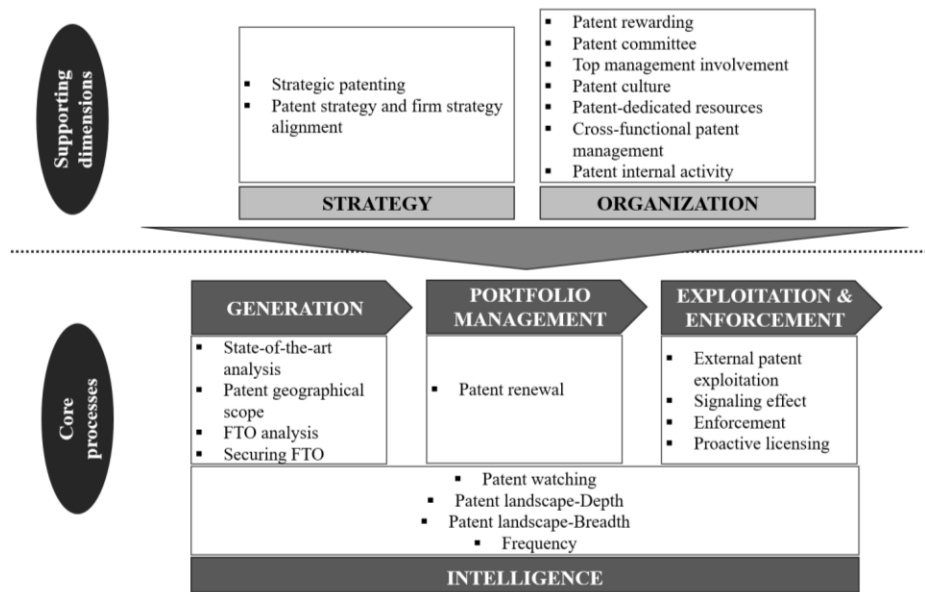 Supporting
dimensions
Strategic patenting
Patent strategy and firm strategy
alignment
STRATEGY
Patent rewarding
Patent committee
Top management involvement
Patent culture
Patent-dedicated resources
Cross-functional patent
management
Patent internal activity
ORGANIZATION
Core
processes
GENERATION
State-of-the-art
analysis
Patent geographical
scope
FTO analysis
Securing FTO
PORTFOLIO
MANAGEMENT
Patent renewal
EXPLOITATION &
ENFORCEMENT
External patent
exploitation
Signaling effect
Enforcement
Proactive licensing
Patent watching
Patent landscape-Depth
Patent landscape-Breadth
Frequency
INTELLIGENCE